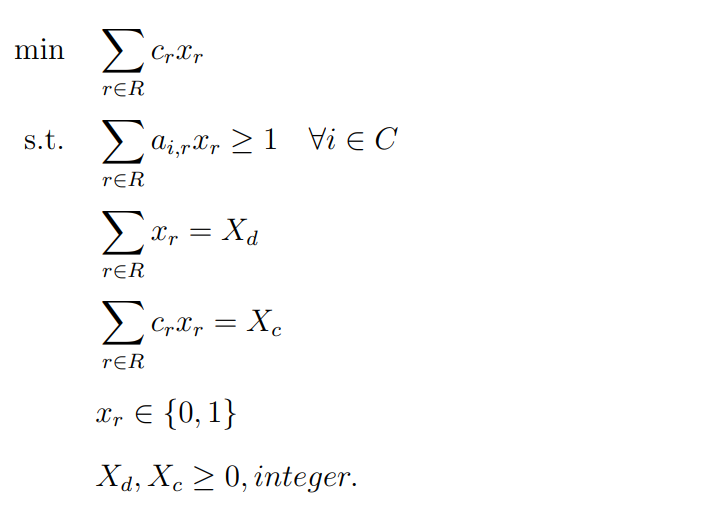 min ∑_{r∈R} c_r x_r
s.t. ∑_{r∈R} a_{i,r} x_r ≥ 1 ∀i ∈ C
∑_{r∈R} x_r = X_d
∑_{r∈R} c_r x_r = X_c
x_r ∈ {0, 1}
X_d, X_c ≥ 0, integer.